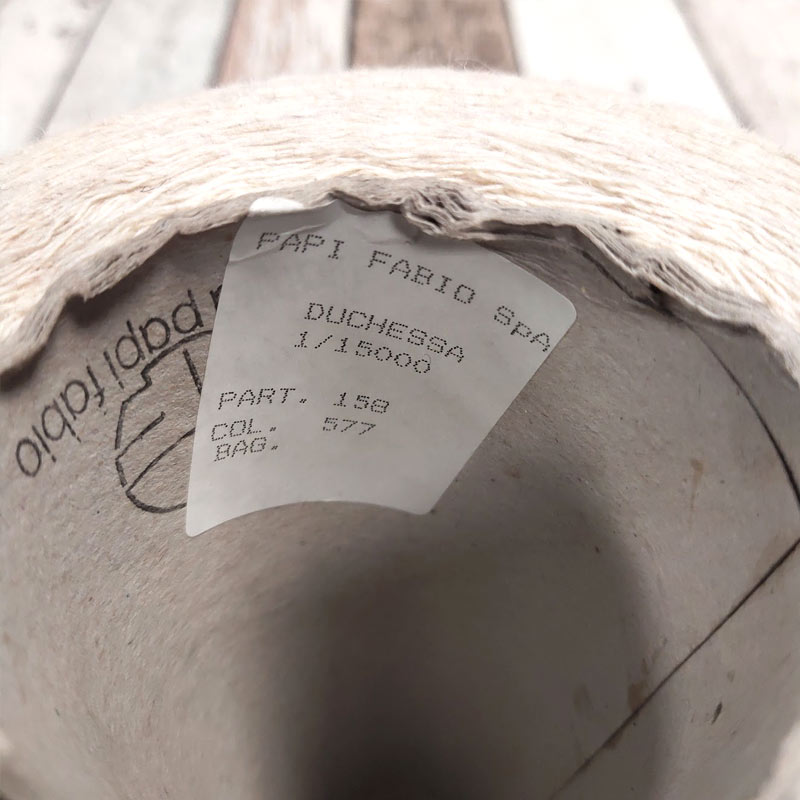 PAPI FABIO SpA
DUCHESSA
1/15000
PART. 158
COL. 577
BAG.
papi fabio